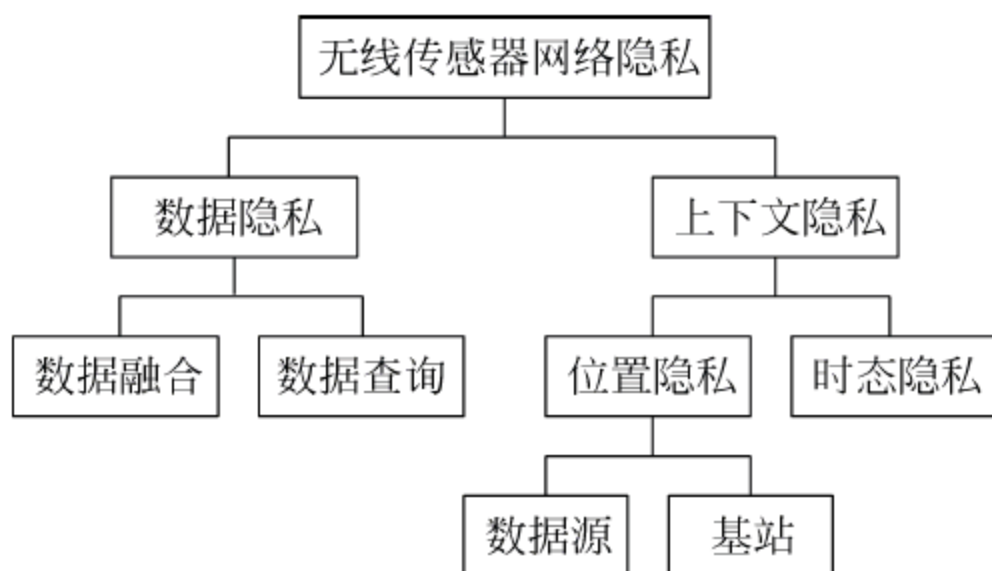 无线传感器网络隐私
数据隐私
上下文隐私
数据融合
数据查询
位置隐私
时态隐私
数据源
基站